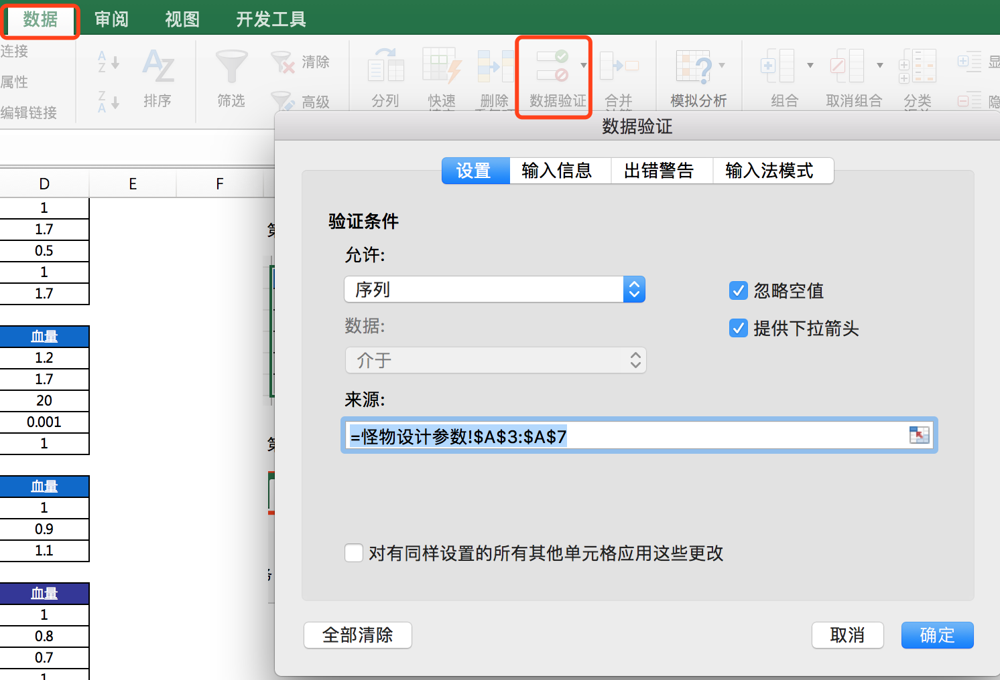 数据 审阅 视图 开发工具
连接
属性
编辑链接
A
Z
Z
A
AZ
排序
筛选
清除
高级
分列
快速
删除
数据验证
合并
模拟分析
组合
取消组合
分类
数据验证
设置 输入信息 出错警告 输入法模式
验证条件
允许:
序列
忽略空值
数据:
提供下拉箭头
介于
来源:
=怪物设计参数!$A$3:$A$7
对有同样设置的所有其他单元格应用这些更改
全部清除 取消 确定
D E F
1
1.7
0.5
1
1.7
血量
1.2
1.7
20
0.001
1
血量
1
0.9
1.1
血量
1
0.8
0.7
1